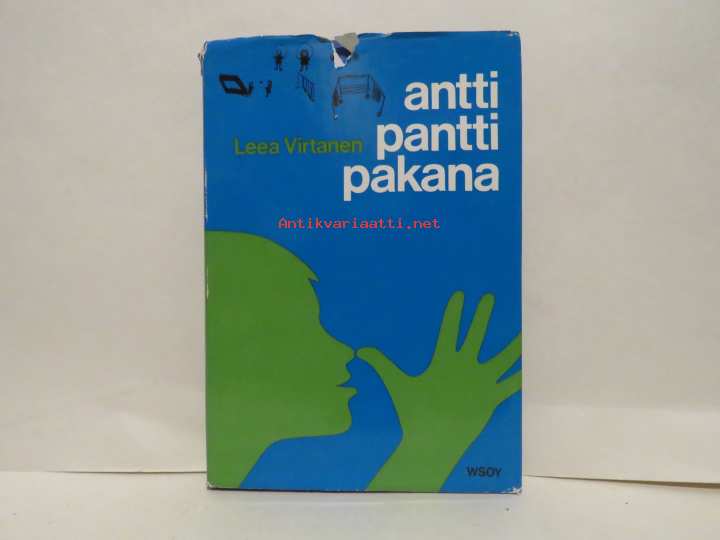 antti
Leea Virtanen pantti
pakana
Antikvariaatti.net
WSOY